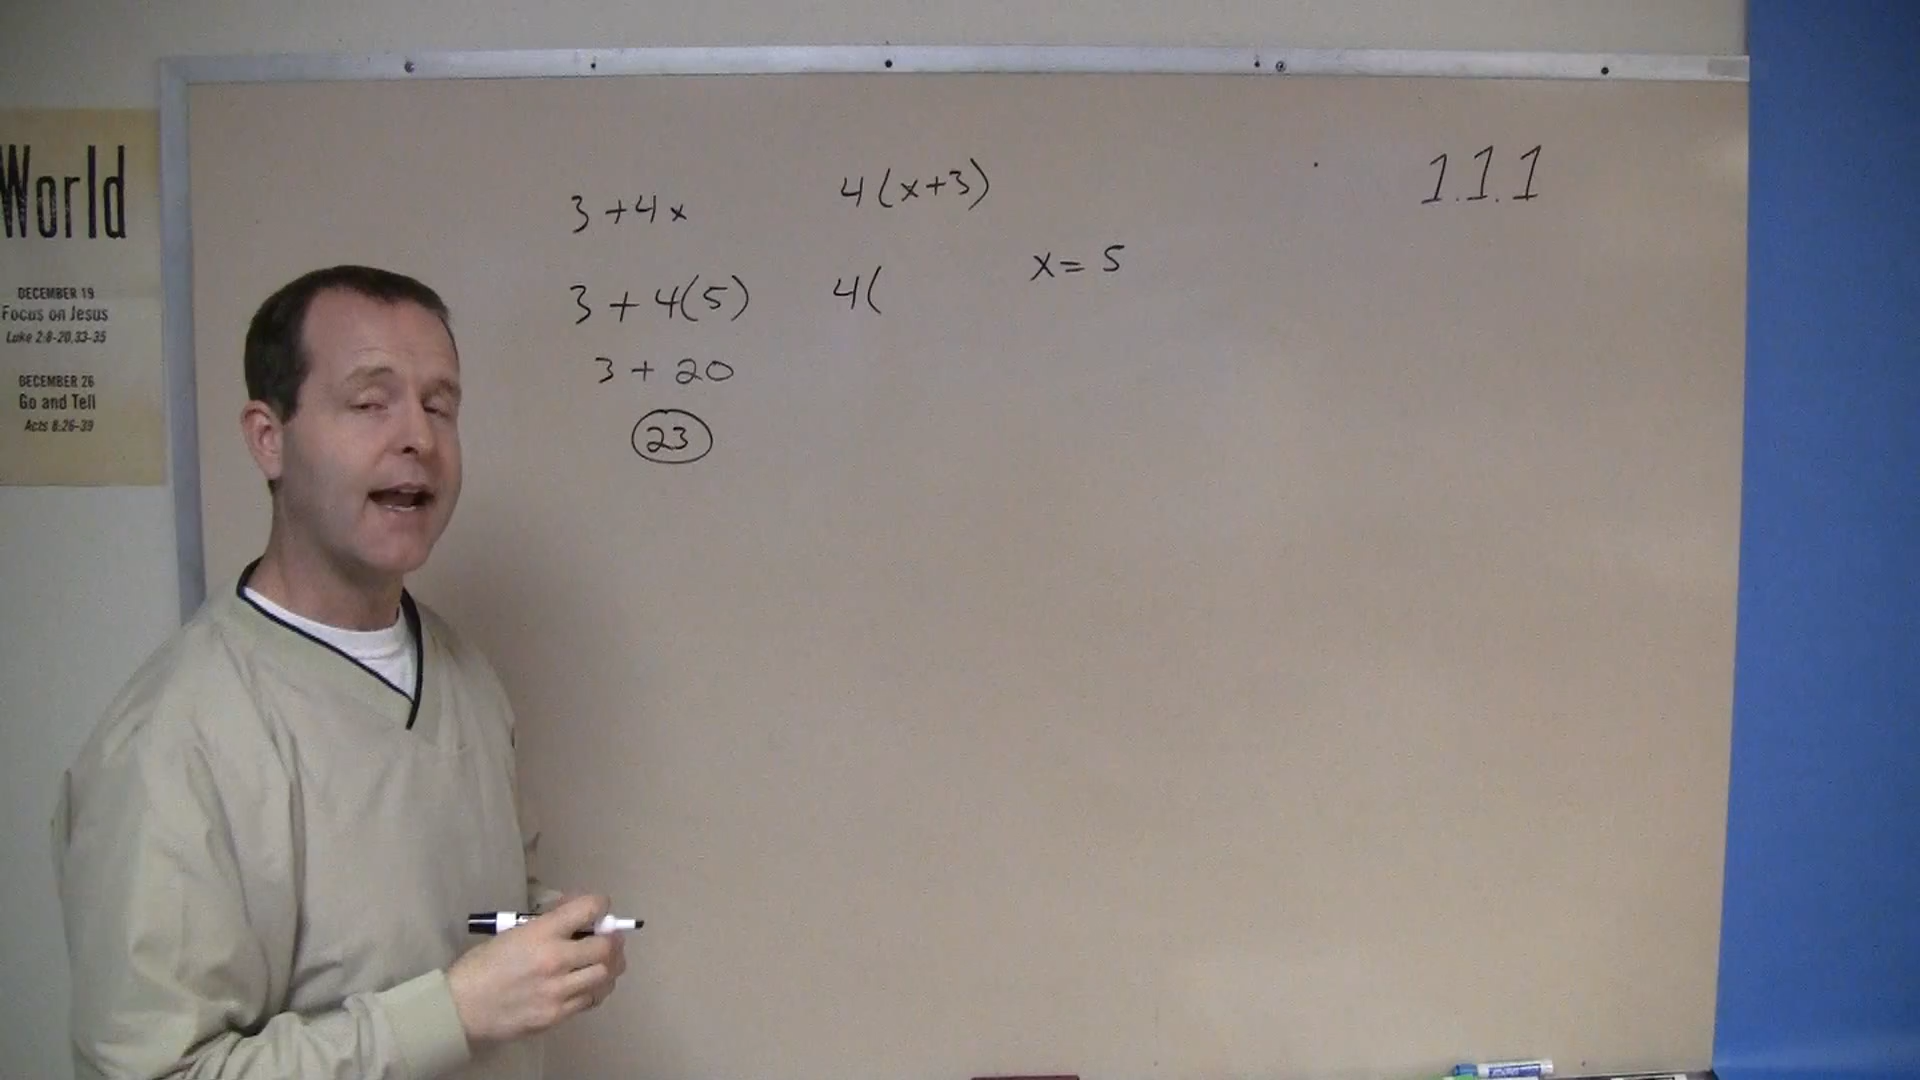 World
DECEMBER 19
Focus on Jesus
Luke 2:8-20,33-35
DECEMBER 26
Go and Tell
Acts 8:26-39
3+4x
3+4(5)
3+20
23
4(x+3)
4(
x=5
1.1.1